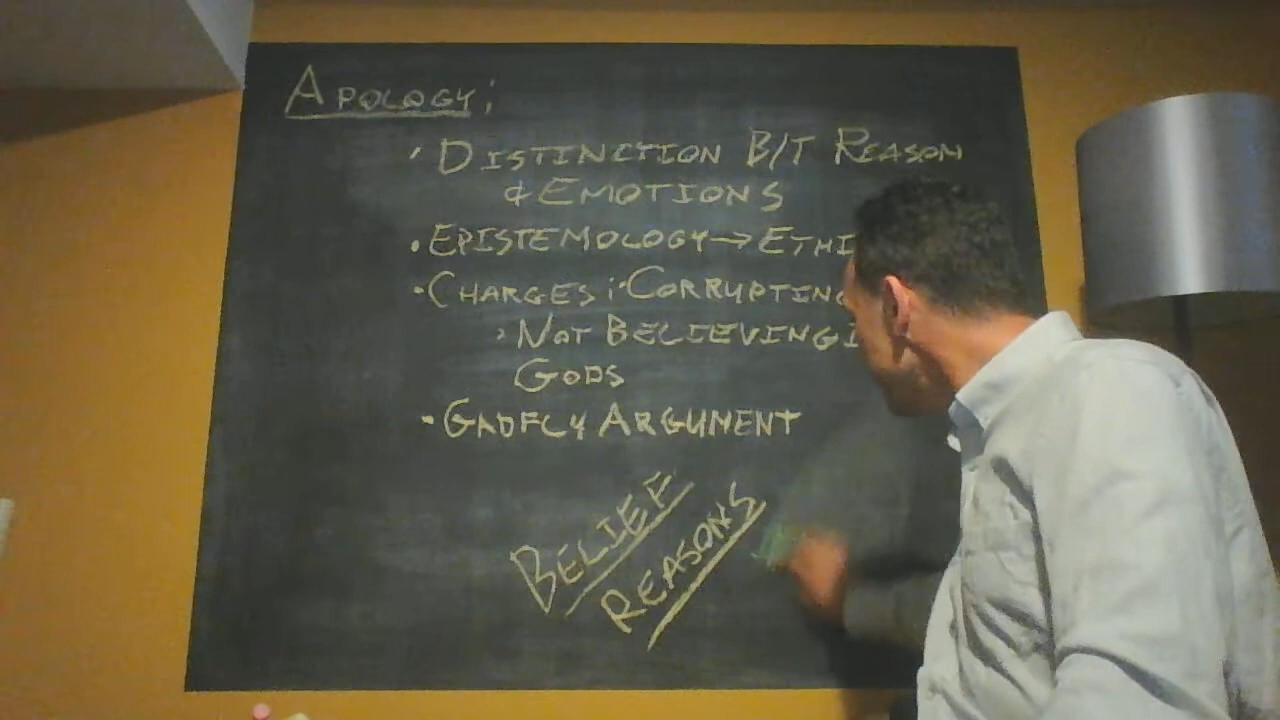 APOLOGY:
• DISTINCTION B/T REASON
& EMOTIONS
• EPISTEMOLOGY → ETHI
• CHARGES: • CORRUPTING
• NOT BELIEVING I
GODS
• GADFLY ARGUMENT
BELIEF
REASONS